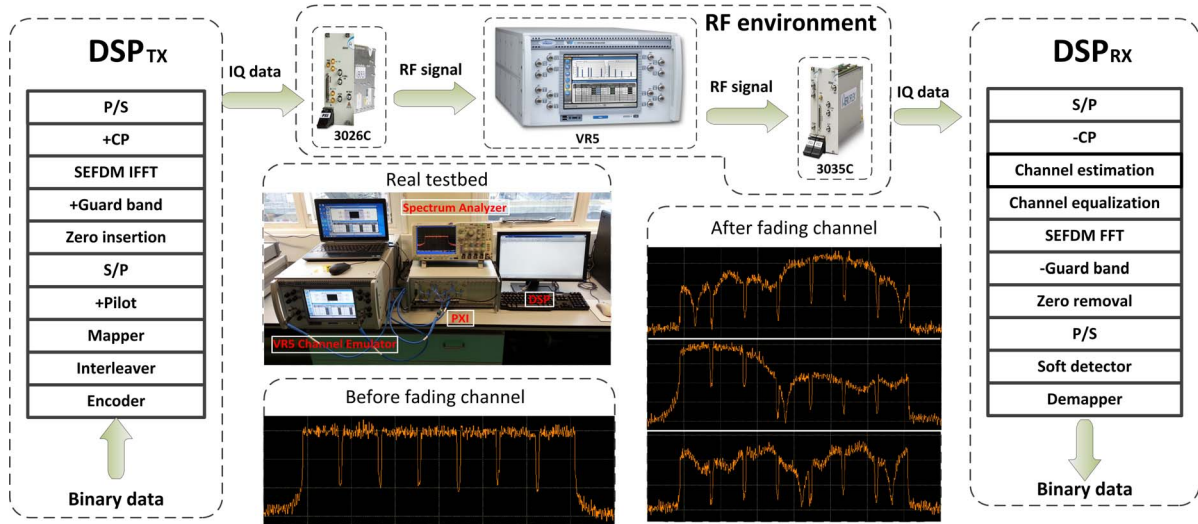 DSPTX
P/S
+CP
SEFDM IFFT
+Guard band
Zero insertion
S/P
+Pilot
Mapper
Interleaver
Encoder
Binary data
IQ data
RF environment
3026C
RF signal
VR5
RF signal
3035C
IQ data
Real testbed
Spectrum Analyzer
DSP
PXI
VR5 Channel Emulator
Before fading channel
After fading channel
DSPRX
S/P
-CP
Channel estimation
Channel equalization
SEFDM FFT
-Guard band
Zero removal
P/S
Soft detector
Demapper
Binary data